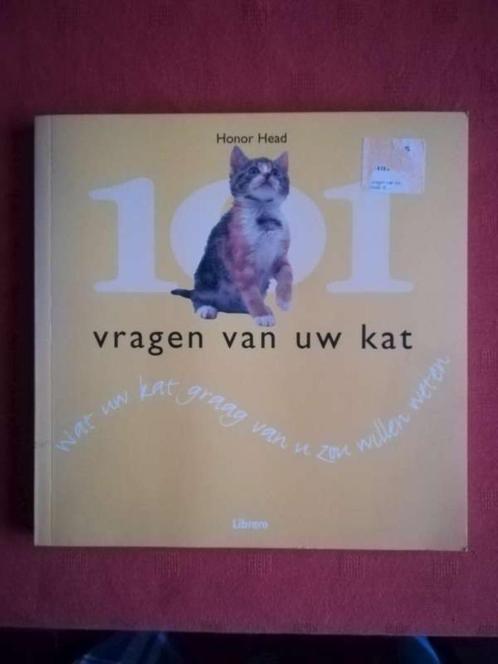 Honor Head
101
vragen van uw kat
Wat uw kat graag van u zou willen weten
Librero